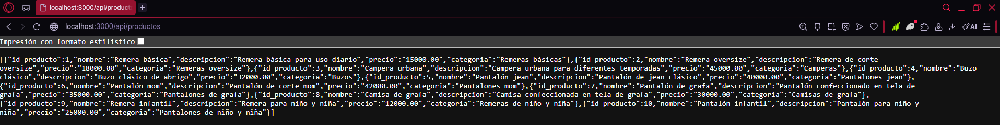 localhost:3000/api/product
localhost:3000/api/productos
AI
Impresión con formato estilístico
[{"id_producto":1,"nombre":"Remera básica","descripcion":"Remera básica para uso diario","precio":"15000.00","categoria":"Remeras básicas"},{"id_producto":2,"nombre":"Remera oversize","descripcion":"Remera de corte
oversize","precio":"18000.00","categoria":"Remeras oversize"},{"id_producto":3,"nombre":"Campera urbana","descripcion":"Campera urbana para diferentes temporadas","precio":"45000.00","categoria":"Camperas"},{"id_producto":4,"nombre":"Buzo
clásico","descripcion":"Buzo clásico de abrigo","precio":"32000.00","categoria":"Buzos"},{"id_producto":5,"nombre":"Pantalón jean","descripcion":"Pantalón de jean clásico","precio":"40000.00","categoria":"Pantalones jean"},
{"id_producto":6,"nombre":"Pantalón mom","descripcion":"Pantalón de corte mom","precio":"42000.00","categoria":"Pantalones mom"},{"id_producto":7,"nombre":"Pantalón de grafa","descripcion":"Pantalón confeccionado en tela de
grafa","precio":"35000.00","categoria":"Pantalones de grafa"},{"id_producto":8,"nombre":"Camisa de grafa","descripcion":"Camisa confeccionada en tela de grafa","precio":"30000.00","categoria":"Camisas de grafa"},
{"id_producto":9,"nombre":"Remera infantil","descripcion":"Remera para niño y niña","precio":"12000.00","categoria":"Remeras de niño y niña"},{"id_producto":10,"nombre":"Pantalón infantil","descripcion":"Pantalón para niño y
niña","precio":"25000.00","categoria":"Pantalones de niño y niña"}]